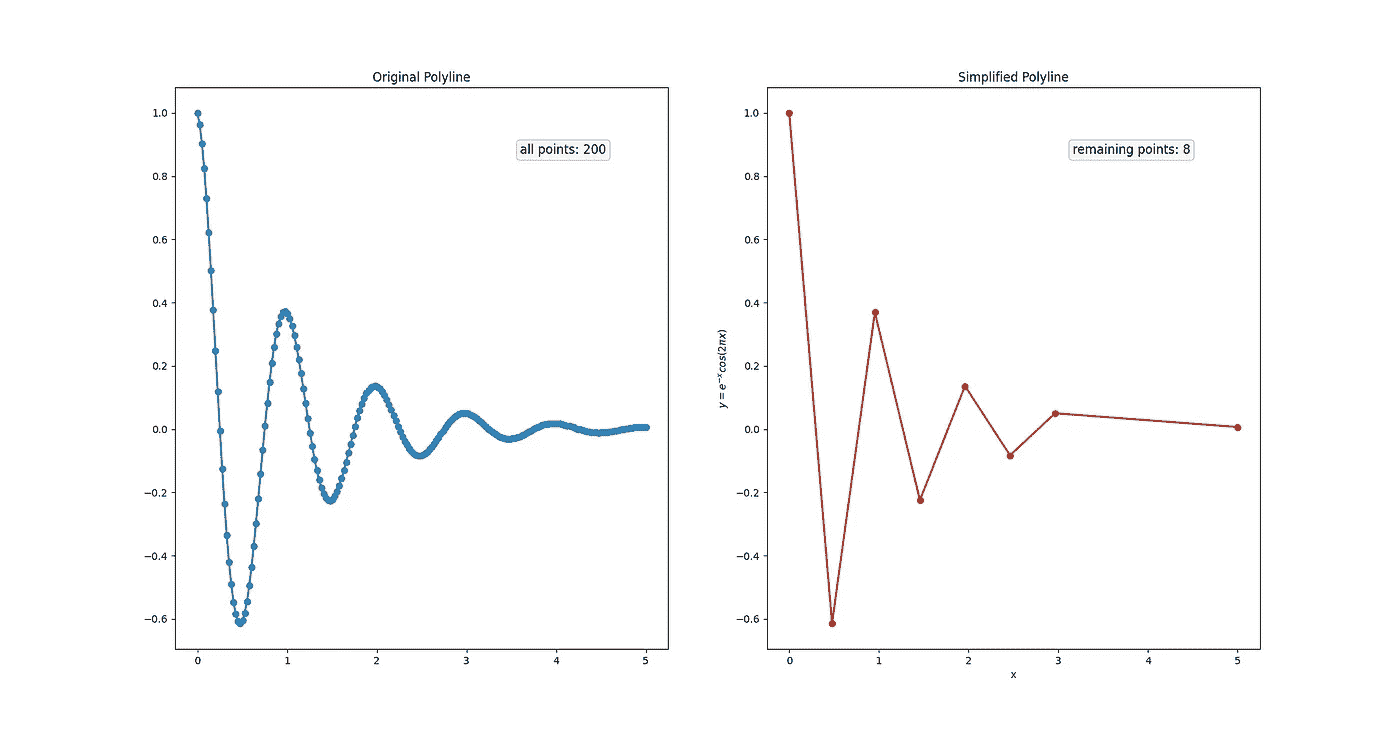 Original Polyline
all points: 200
1.0
0.8
0.6
0.4
0.2
0.0
−0.2
−0.4
−0.6
0 1 2 3 4 5
Simplified Polyline
remaining points: 8
y = e^{-x}cos(2πx)
1.0
0.8
0.6
0.4
0.2
0.0
−0.2
−0.4
−0.6
0 1 2 3 4 5
x